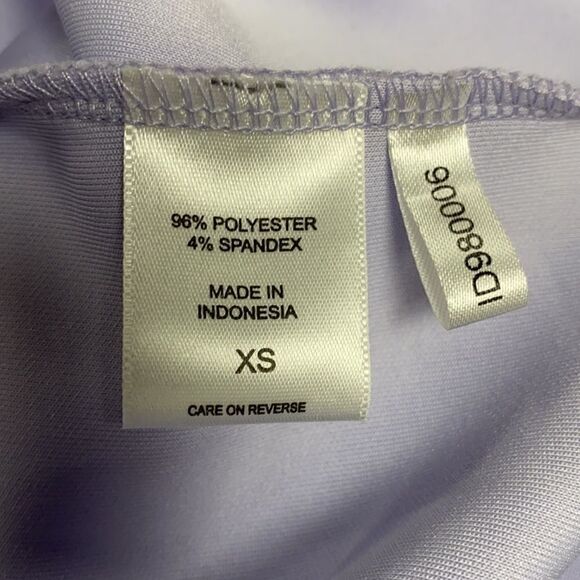 96% POLYESTER
4% SPANDEX
MADE IN
INDONESIA
XS
CARE ON REVERSE
ID980006